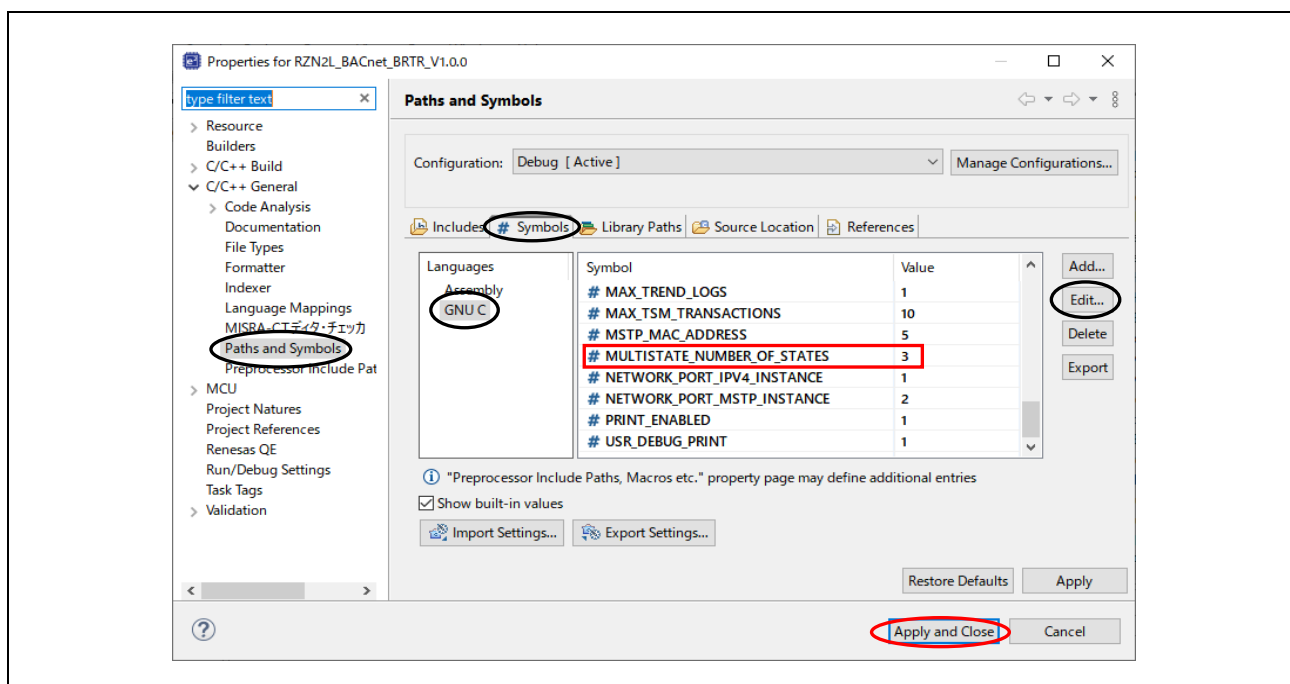 Properties for RZN2L_BACnet_BRTR_V1.0.0
type filter text
Paths and Symbols
Resource
Builders
C/C++ Build
C/C++ General
Code Analysis
Documentation
File Types
Formatter
Indexer
Language Mappings
MISRA-CTディタ・チェッカ
Paths and Symbols
Preprocessor Include Pat
MCU
Project Natures
Project References
Renesas QE
Run/Debug Settings
Task Tags
Validation
Configuration: Debug [ Active ] Manage Configurations...
Includes # Symbols Library Paths Source Location References
Languages
Assembly
GNU C
Symbol Value
# MAX_TREND_LOGS 1
# MAX_TSM_TRANSACTIONS 10
# MSTP_MAC_ADDRESS 5
# MULTISTATE_NUMBER_OF_STATES 3
# NETWORK_PORT_IPV4_INSTANCE 1
# NETWORK_PORT_MSTP_INSTANCE 2
# PRINT_ENABLED 1
# USR_DEBUG_PRINT 1
Add...
Edit...
Delete
Export
"Preprocessor Include Paths, Macros etc." property page may define additional entries
Show built-in values
Import Settings... Export Settings...
Restore Defaults Apply
Apply and Close Cancel